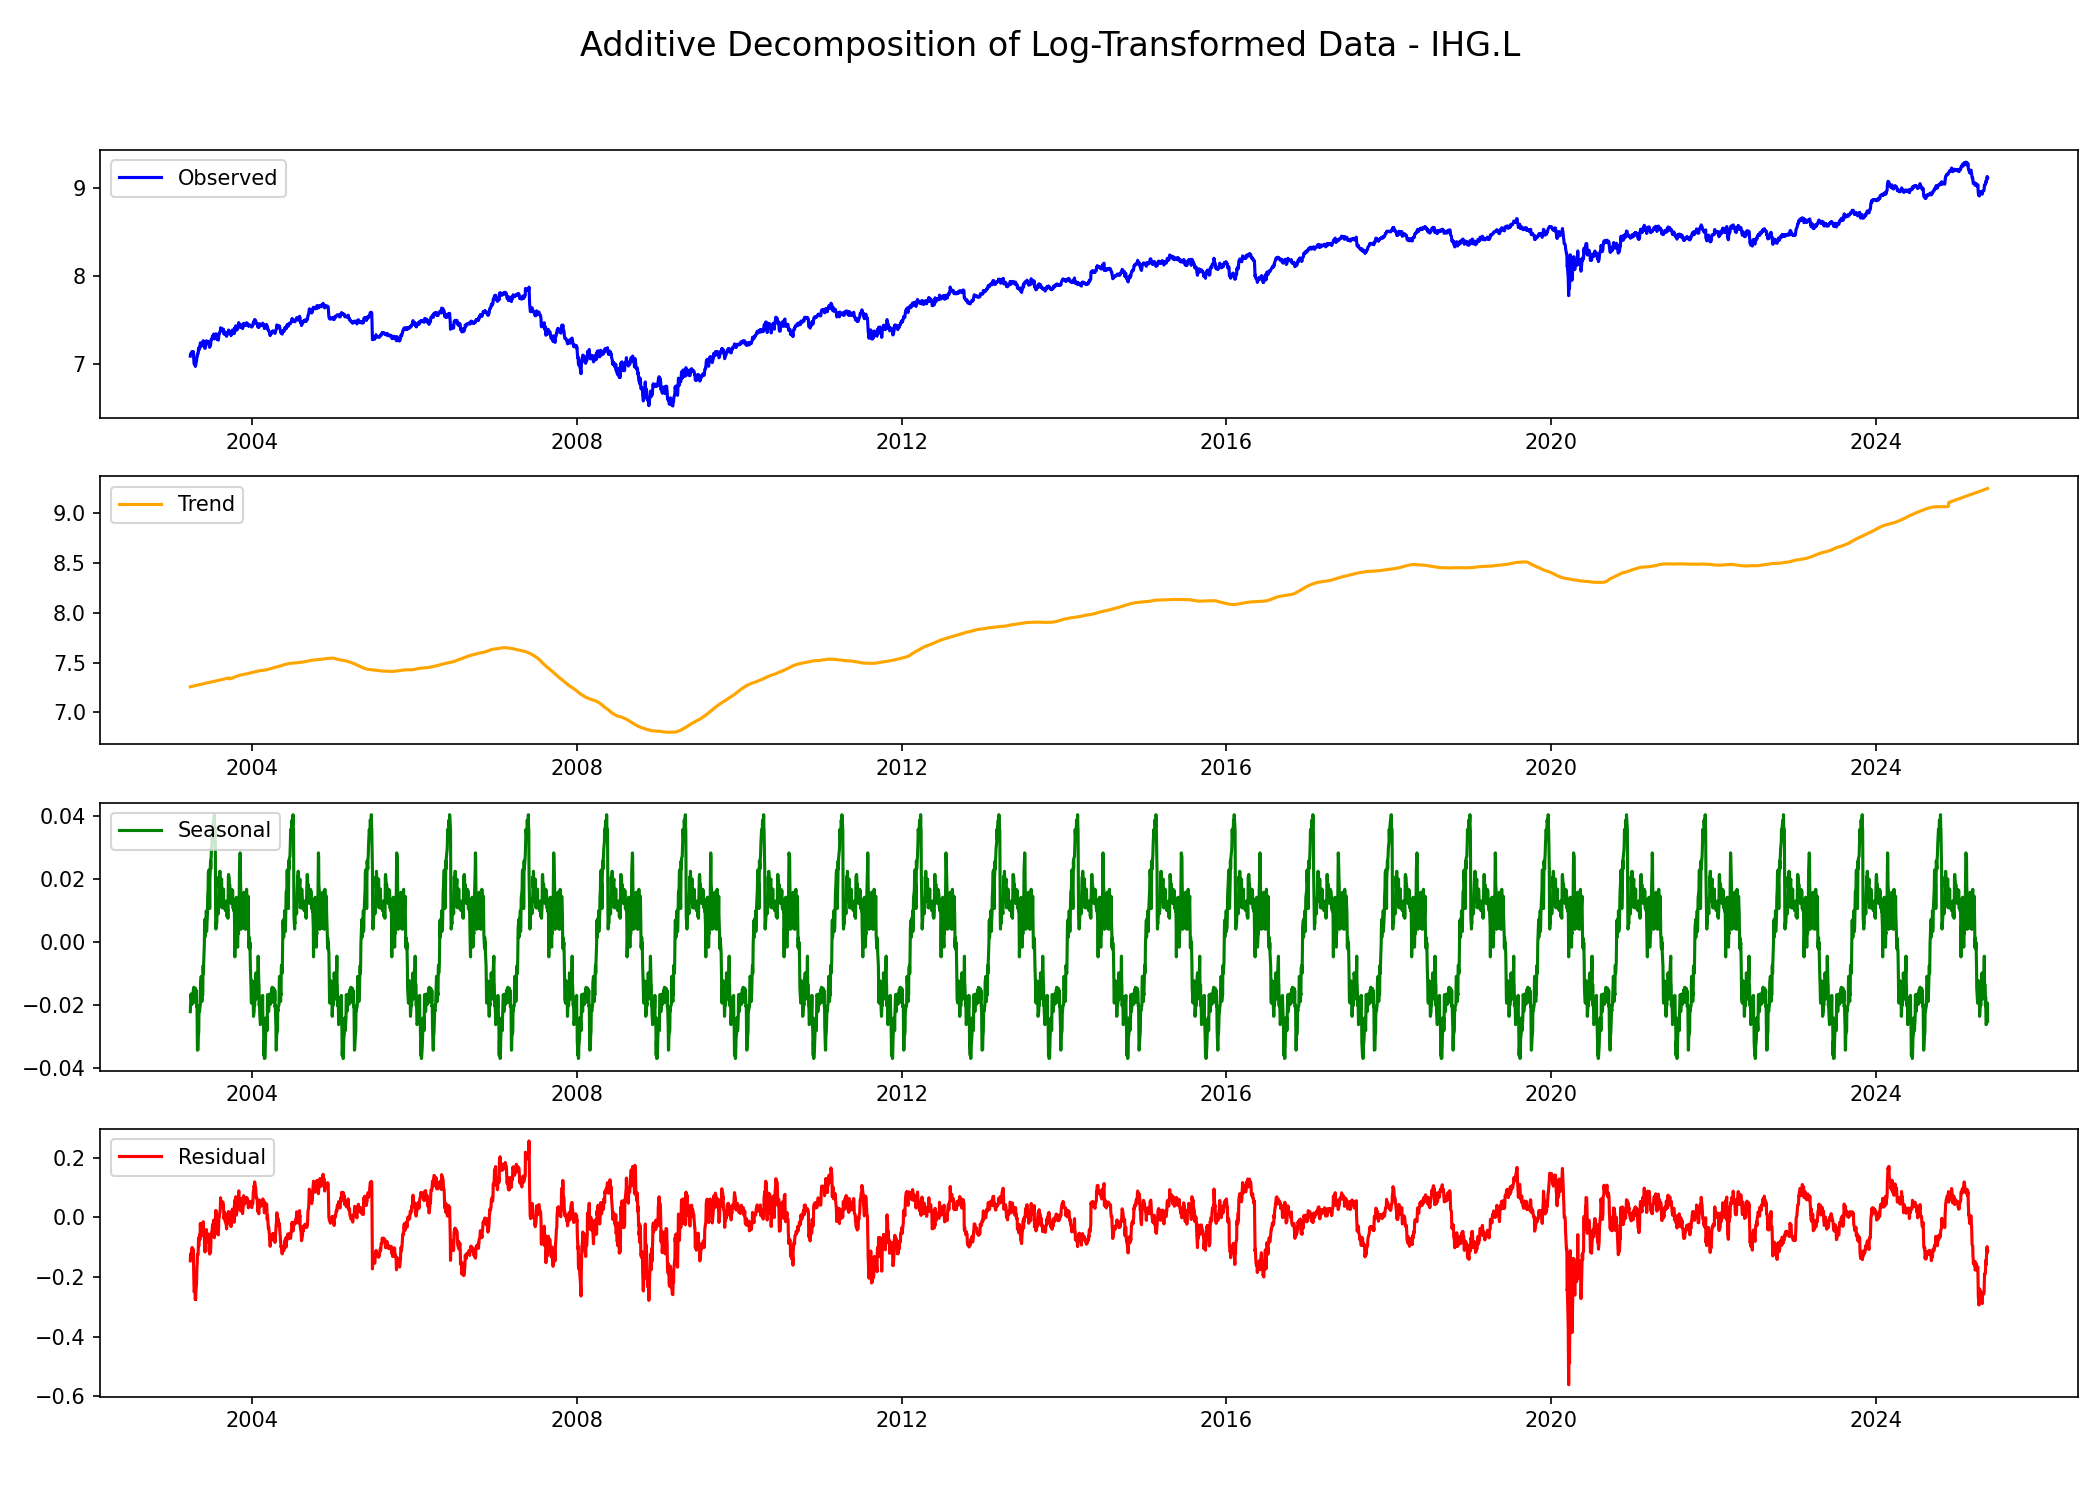 Additive Decomposition of Log-Transformed Data - IHG.L
Observed
9
8
7
2004 2008 2012 2016 2020 2024
Trend
9.0
8.5
8.0
7.5
7.0
2004 2008 2012 2016 2020 2024
0.04
Seasonal
0.02
0.00
−0.02
−0.04
2004 2008 2012 2016 2020 2024
Residual
0.2
0.0
−0.2
−0.4
−0.6
2004 2008 2012 2016 2020 2024